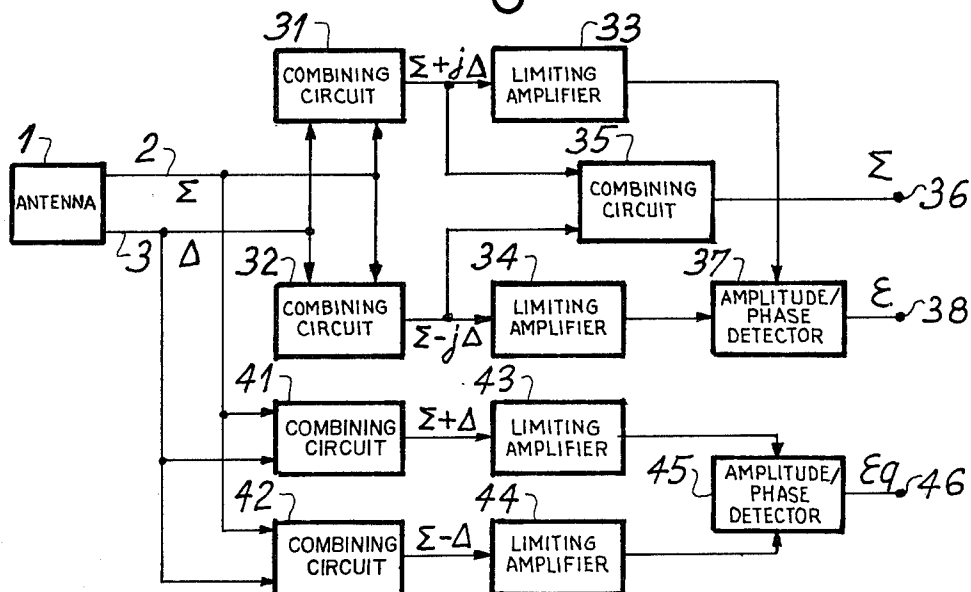 31
COMBINING
CIRCUIT
Σ+jΔ
33
LIMITING
AMPLIFIER
1
ANTENNA
2
Σ
3
Δ
35
COMBINING
CIRCUIT
Σ
36
32
COMBINING
CIRCUIT
Σ-jΔ
34
LIMITING
AMPLIFIER
37
AMPLITUDE/
PHASE
DETECTOR
Ɛ
38
41
COMBINING
CIRCUIT
Σ+Δ
43
LIMITING
AMPLIFIER
45
AMPLITUDE/
PHASE
DETECTOR
Ɛq
46
42
COMBINING
CIRCUIT
Σ-Δ
44
LIMITING
AMPLIFIER